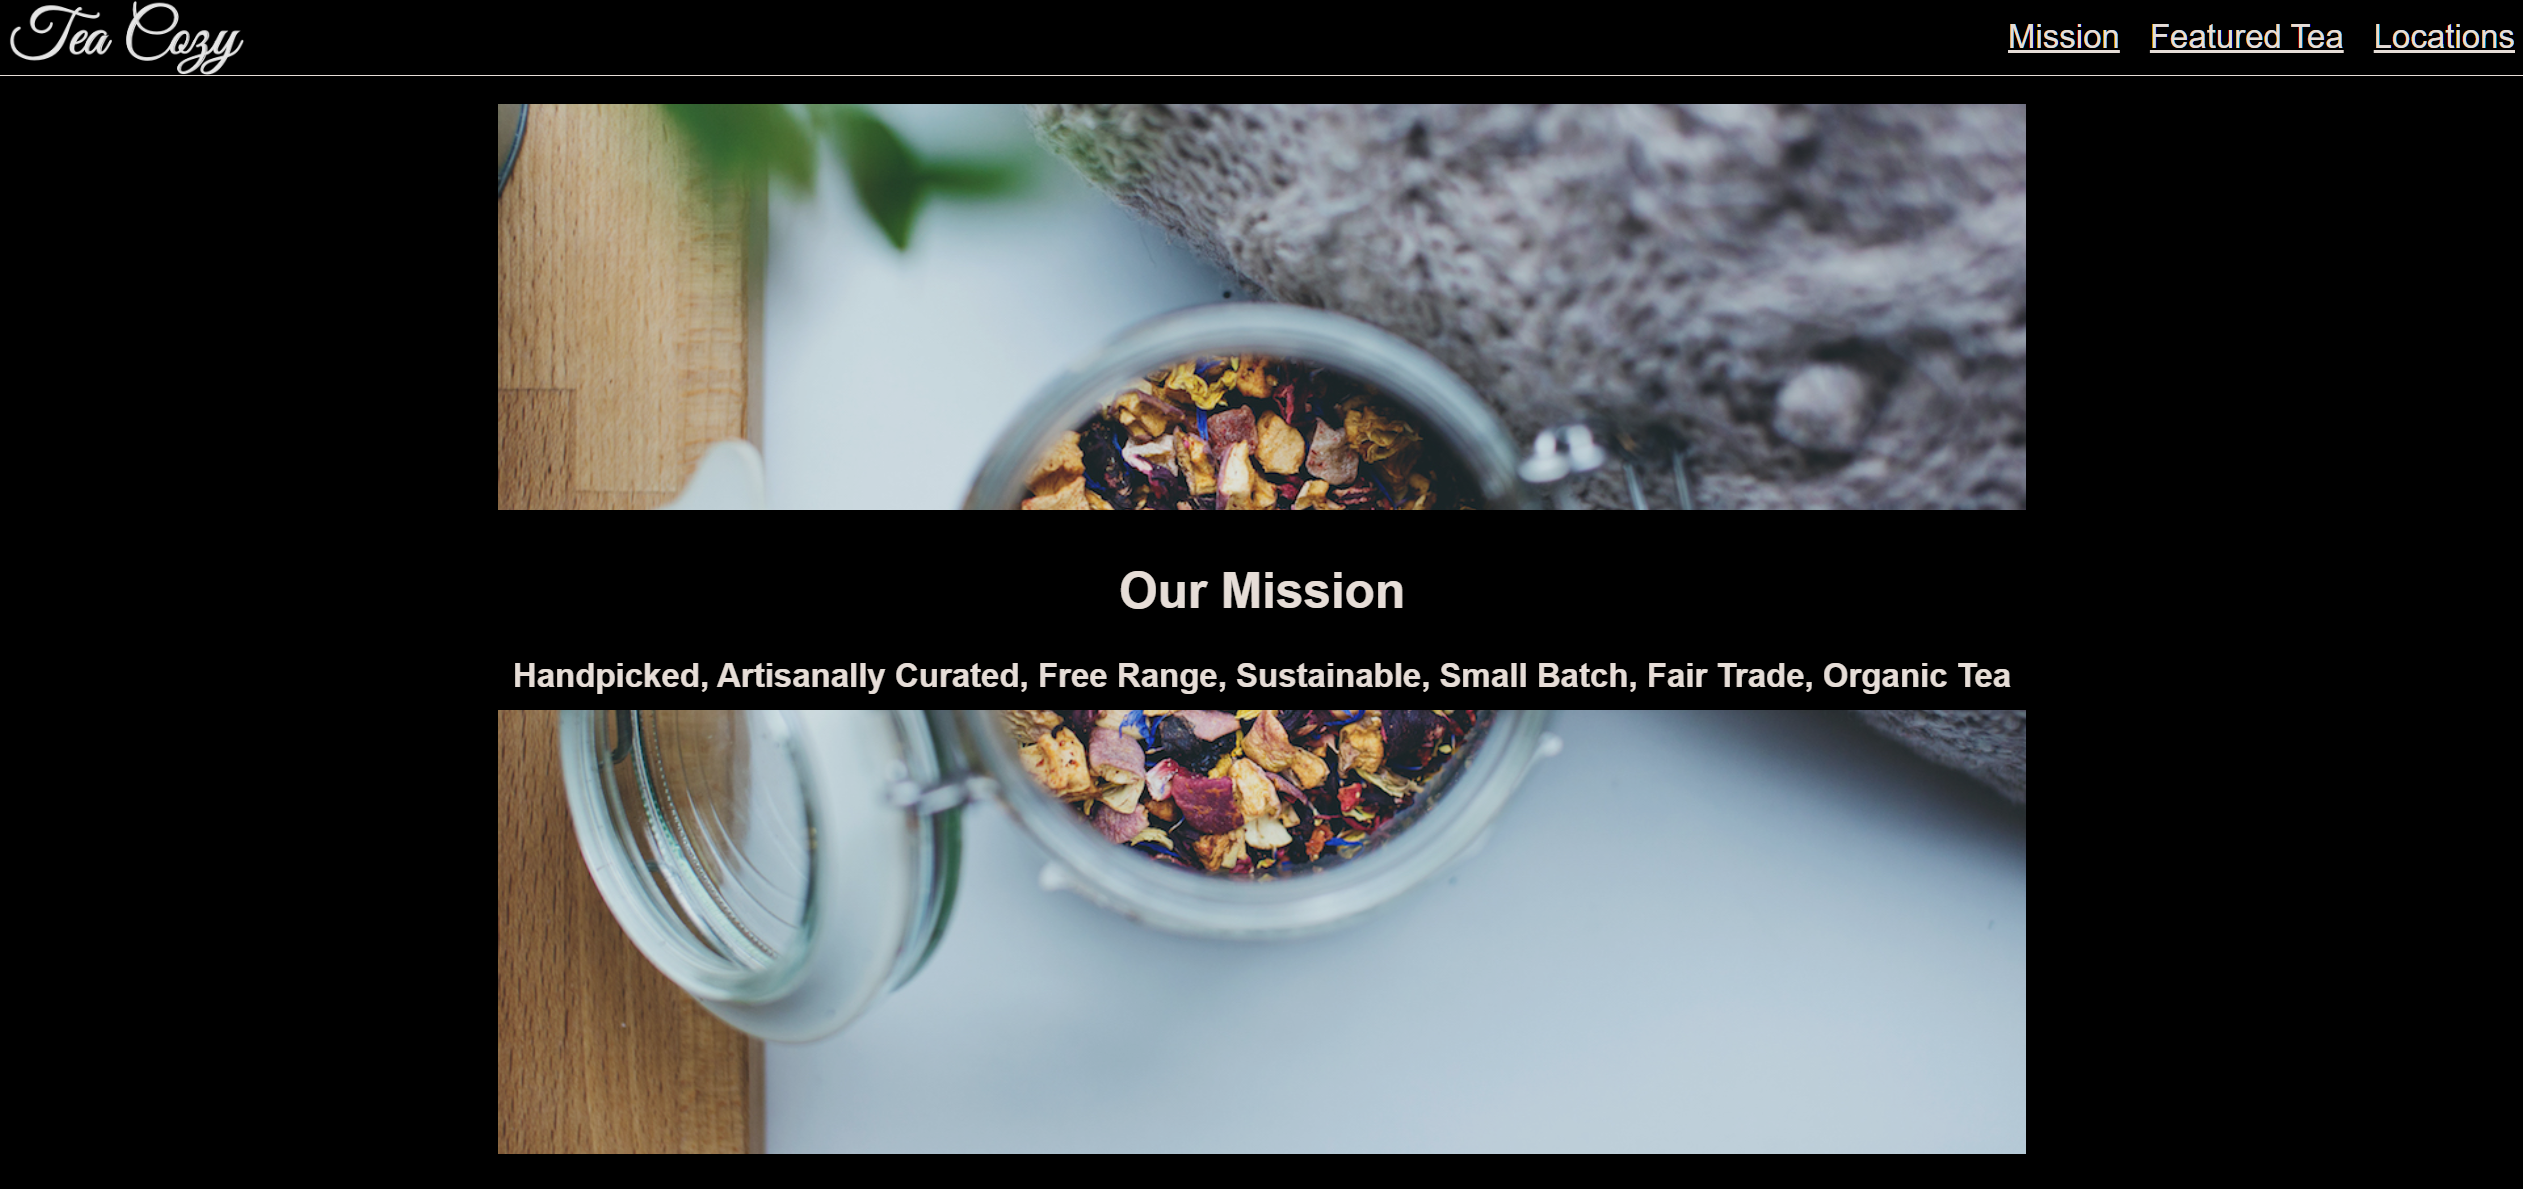 Tea Cozy
Mission Featured Tea Locations
Our Mission
Handpicked, Artisanally Curated, Free Range, Sustainable, Small Batch, Fair Trade, Organic Tea